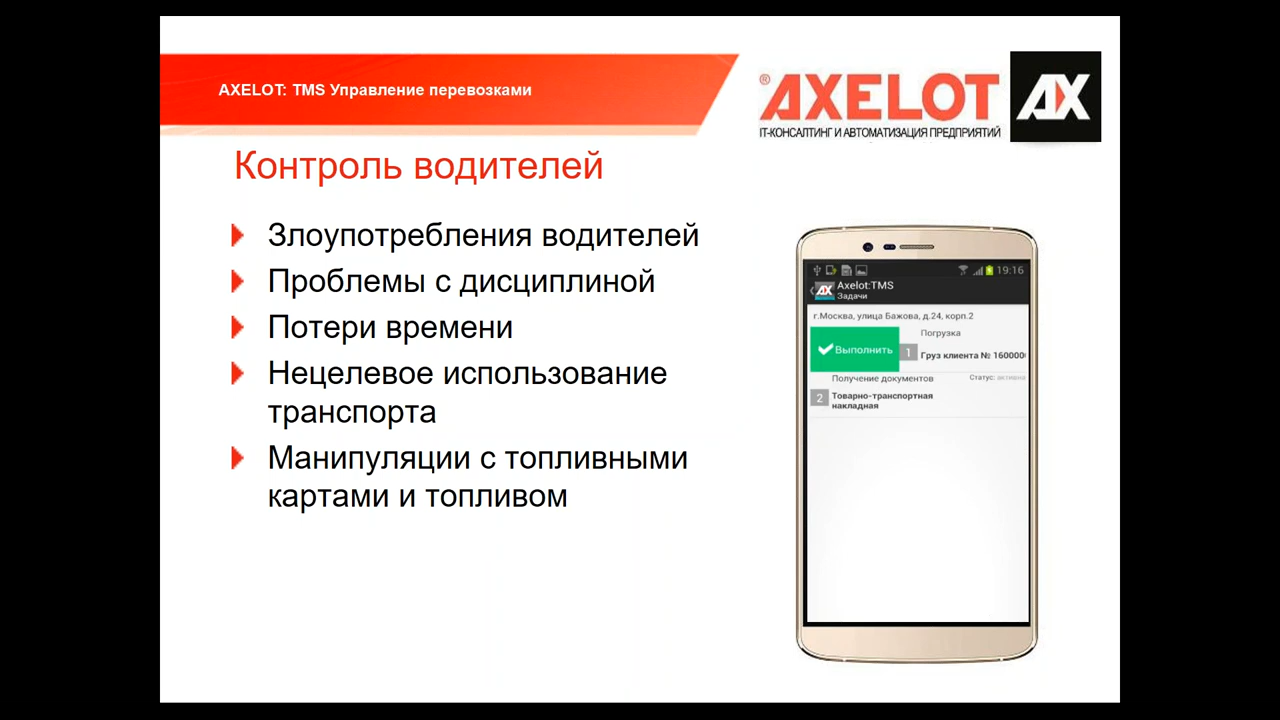 AXELOT: TMS Управление перевозками
® AXELOT
IT-КОНСАЛТИНГ И АВТОМАТИЗАЦИЯ ПРЕДПРИЯТИЙ
AX
Контроль водителей
Злоупотребления водителей
Проблемы с дисциплиной
Потери времени
Нецелевое использование
транспорта
Манипуляции с топливными
картами и топливом
19:16
AX
Axelot:TMS
Задачи
г.Москва, улица Бажова, д.24, корп.2
Погрузка
Выполнить
1
Груз клиента № 160000
Получение документов
Статус: активно
2
Товарно-транспортная
накладная